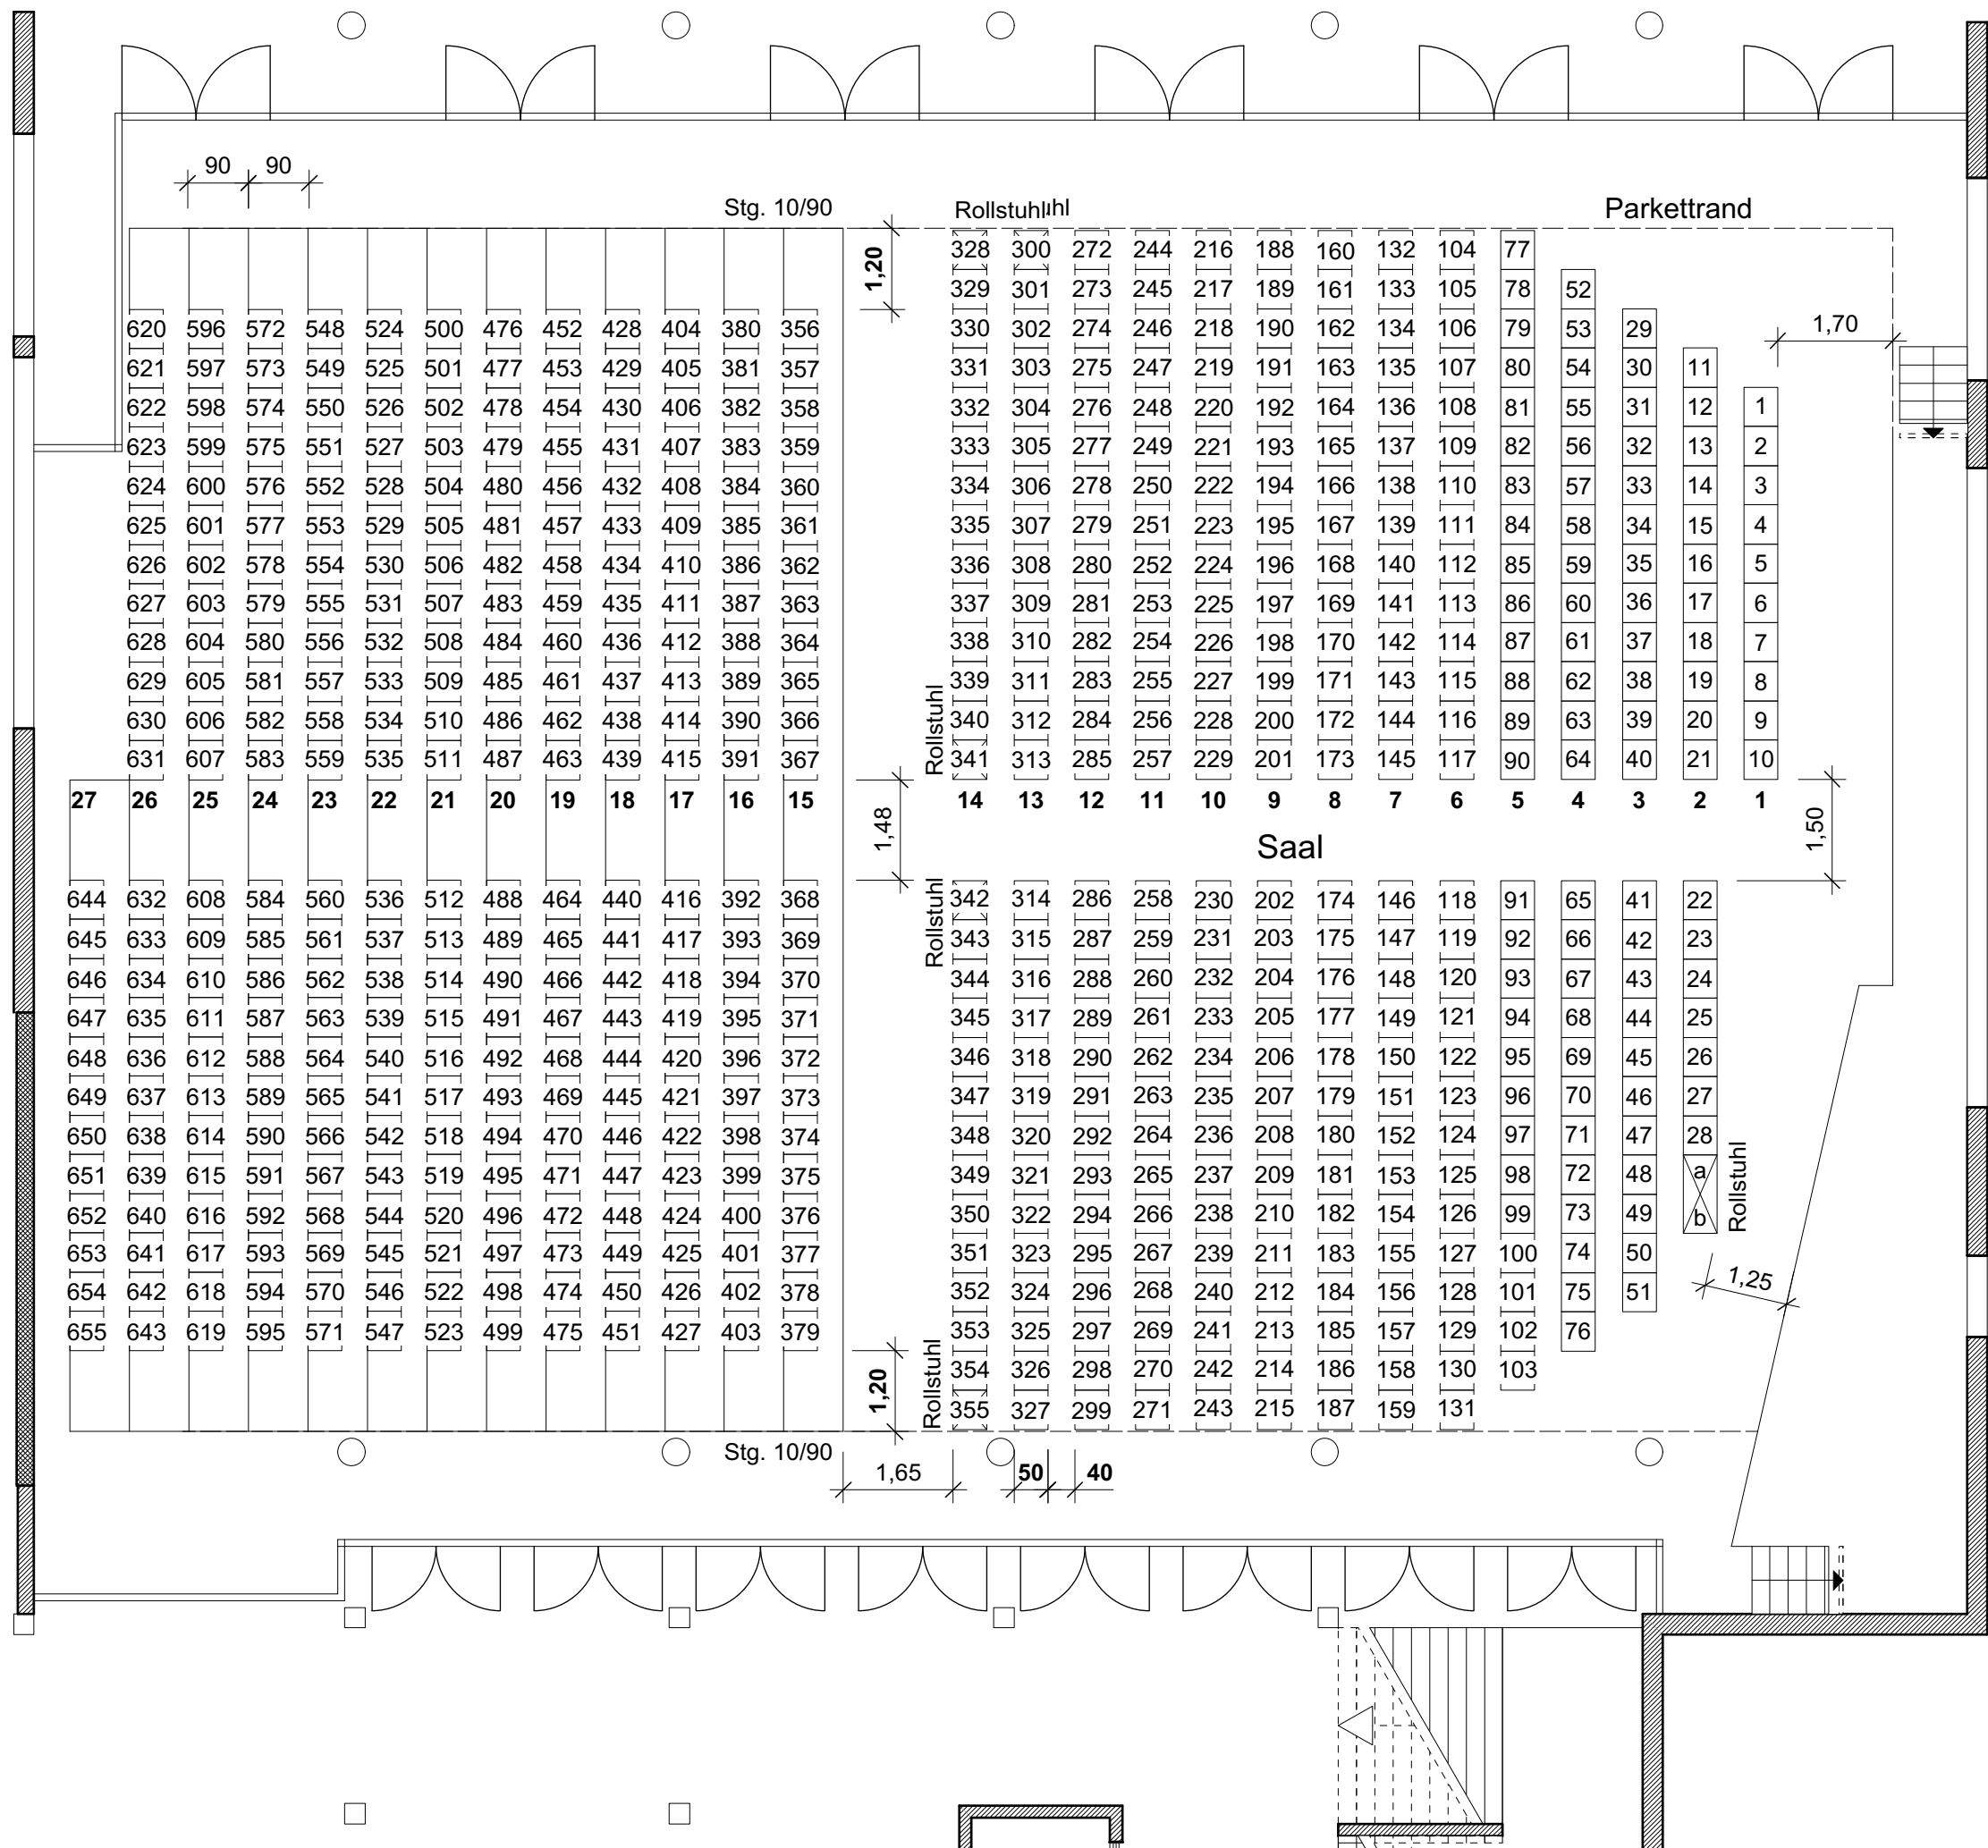 90 90
Stg. 10/90 Rollstuhl uhl Parkettrand
1,20
328 300 272 244 216 188 160 132 104 77
329 301 273 245 217 189 161 133 105 78 52
620 596 572 548 524 500 476 452 428 404 380 356 330 302 274 246 218 190 162 134 106 79 53 29 1,70
621 597 573 549 525 501 477 453 429 405 381 357 331 303 275 247 219 191 163 135 107 80 54 30 11
622 598 574 550 526 502 478 454 430 406 382 358 332 304 276 248 220 192 164 136 108 81 55 31 12 1
623 599 575 551 527 503 479 455 431 407 383 359 333 305 277 249 221 193 165 137 109 82 56 32 13 2
624 600 576 552 528 504 480 456 432 408 384 360 334 306 278 250 222 194 166 138 110 83 57 33 14 3
625 601 577 553 529 505 481 457 433 409 385 361 335 307 279 251 223 195 167 139 111 84 58 34 15 4
626 602 578 554 530 506 482 458 434 410 386 362 336 308 280 252 224 196 168 140 112 85 59 35 16 5
627 603 579 555 531 507 483 459 435 411 387 363 337 309 281 253 225 197 169 141 113 86 60 36 17 6
628 604 580 556 532 508 484 460 436 412 388 364 338 310 282 254 226 198 170 142 114 87 61 37 18 7
629 605 581 557 533 509 485 461 437 413 389 365 339 311 283 255 227 199 171 143 115 88 62 38 19 8
630 606 582 558 534 510 486 462 438 414 390 366 340 312 284 256 228 200 172 144 116 89 63 39 20 9
631 607 583 559 535 511 487 463 439 415 391 367 341 313 285 257 229 201 173 145 117 90 64 40 21 10
Rollstuhl
27 26 25 24 23 22 21 20 19 18 17 16 15 14 13 12 11 10 9 8 7 6 5 4 3 2 1
1,48
Saal
1,50
Rollstuhl
644 632 608 584 560 536 512 488 464 440 416 392 368 342 314 286 258 230 202 174 146 118 91 65 41 22
645 633 609 585 561 537 513 489 465 441 417 393 369 343 315 287 259 231 203 175 147 119 92 66 42 23
646 634 610 586 562 538 514 490 466 442 418 394 370 344 316 288 260 232 204 176 148 120 93 67 43 24
647 635 611 587 563 539 515 491 467 443 419 395 371 345 317 289 261 233 205 177 149 121 94 68 44 25
648 636 612 588 564 540 516 492 468 444 420 396 372 346 318 290 262 234 206 178 150 122 95 69 45 26
649 637 613 589 565 541 517 493 469 445 421 397 373 347 319 291 263 235 207 179 151 123 96 70 46 27
650 638 614 590 566 542 518 494 470 446 422 398 374 348 320 292 264 236 208 180 152 124 97 71 47 28
651 639 615 591 567 543 519 495 471 447 423 399 375 349 321 293 265 237 209 181 153 125 98 72 48 a
652 640 616 592 568 544 520 496 472 448 424 400 376 350 322 294 266 238 210 182 154 126 99 73 49 b
Rollstuhl
653 641 617 593 569 545 521 497 473 449 425 401 377 351 323 295 267 239 211 183 155 127 100 74 50
654 642 618 594 570 546 522 498 474 450 426 402 378 352 324 296 268 240 212 184 156 128 101 75 51 1,25
655 643 619 595 571 547 523 499 475 451 427 403 379 353 325 297 269 241 213 185 157 129 102 76
354 326 298 270 242 214 186 158 130 103
355 327 299 271 243 215 187 159 131
1,20
Rollstuhl
Stg. 10/90
1,65 50 40